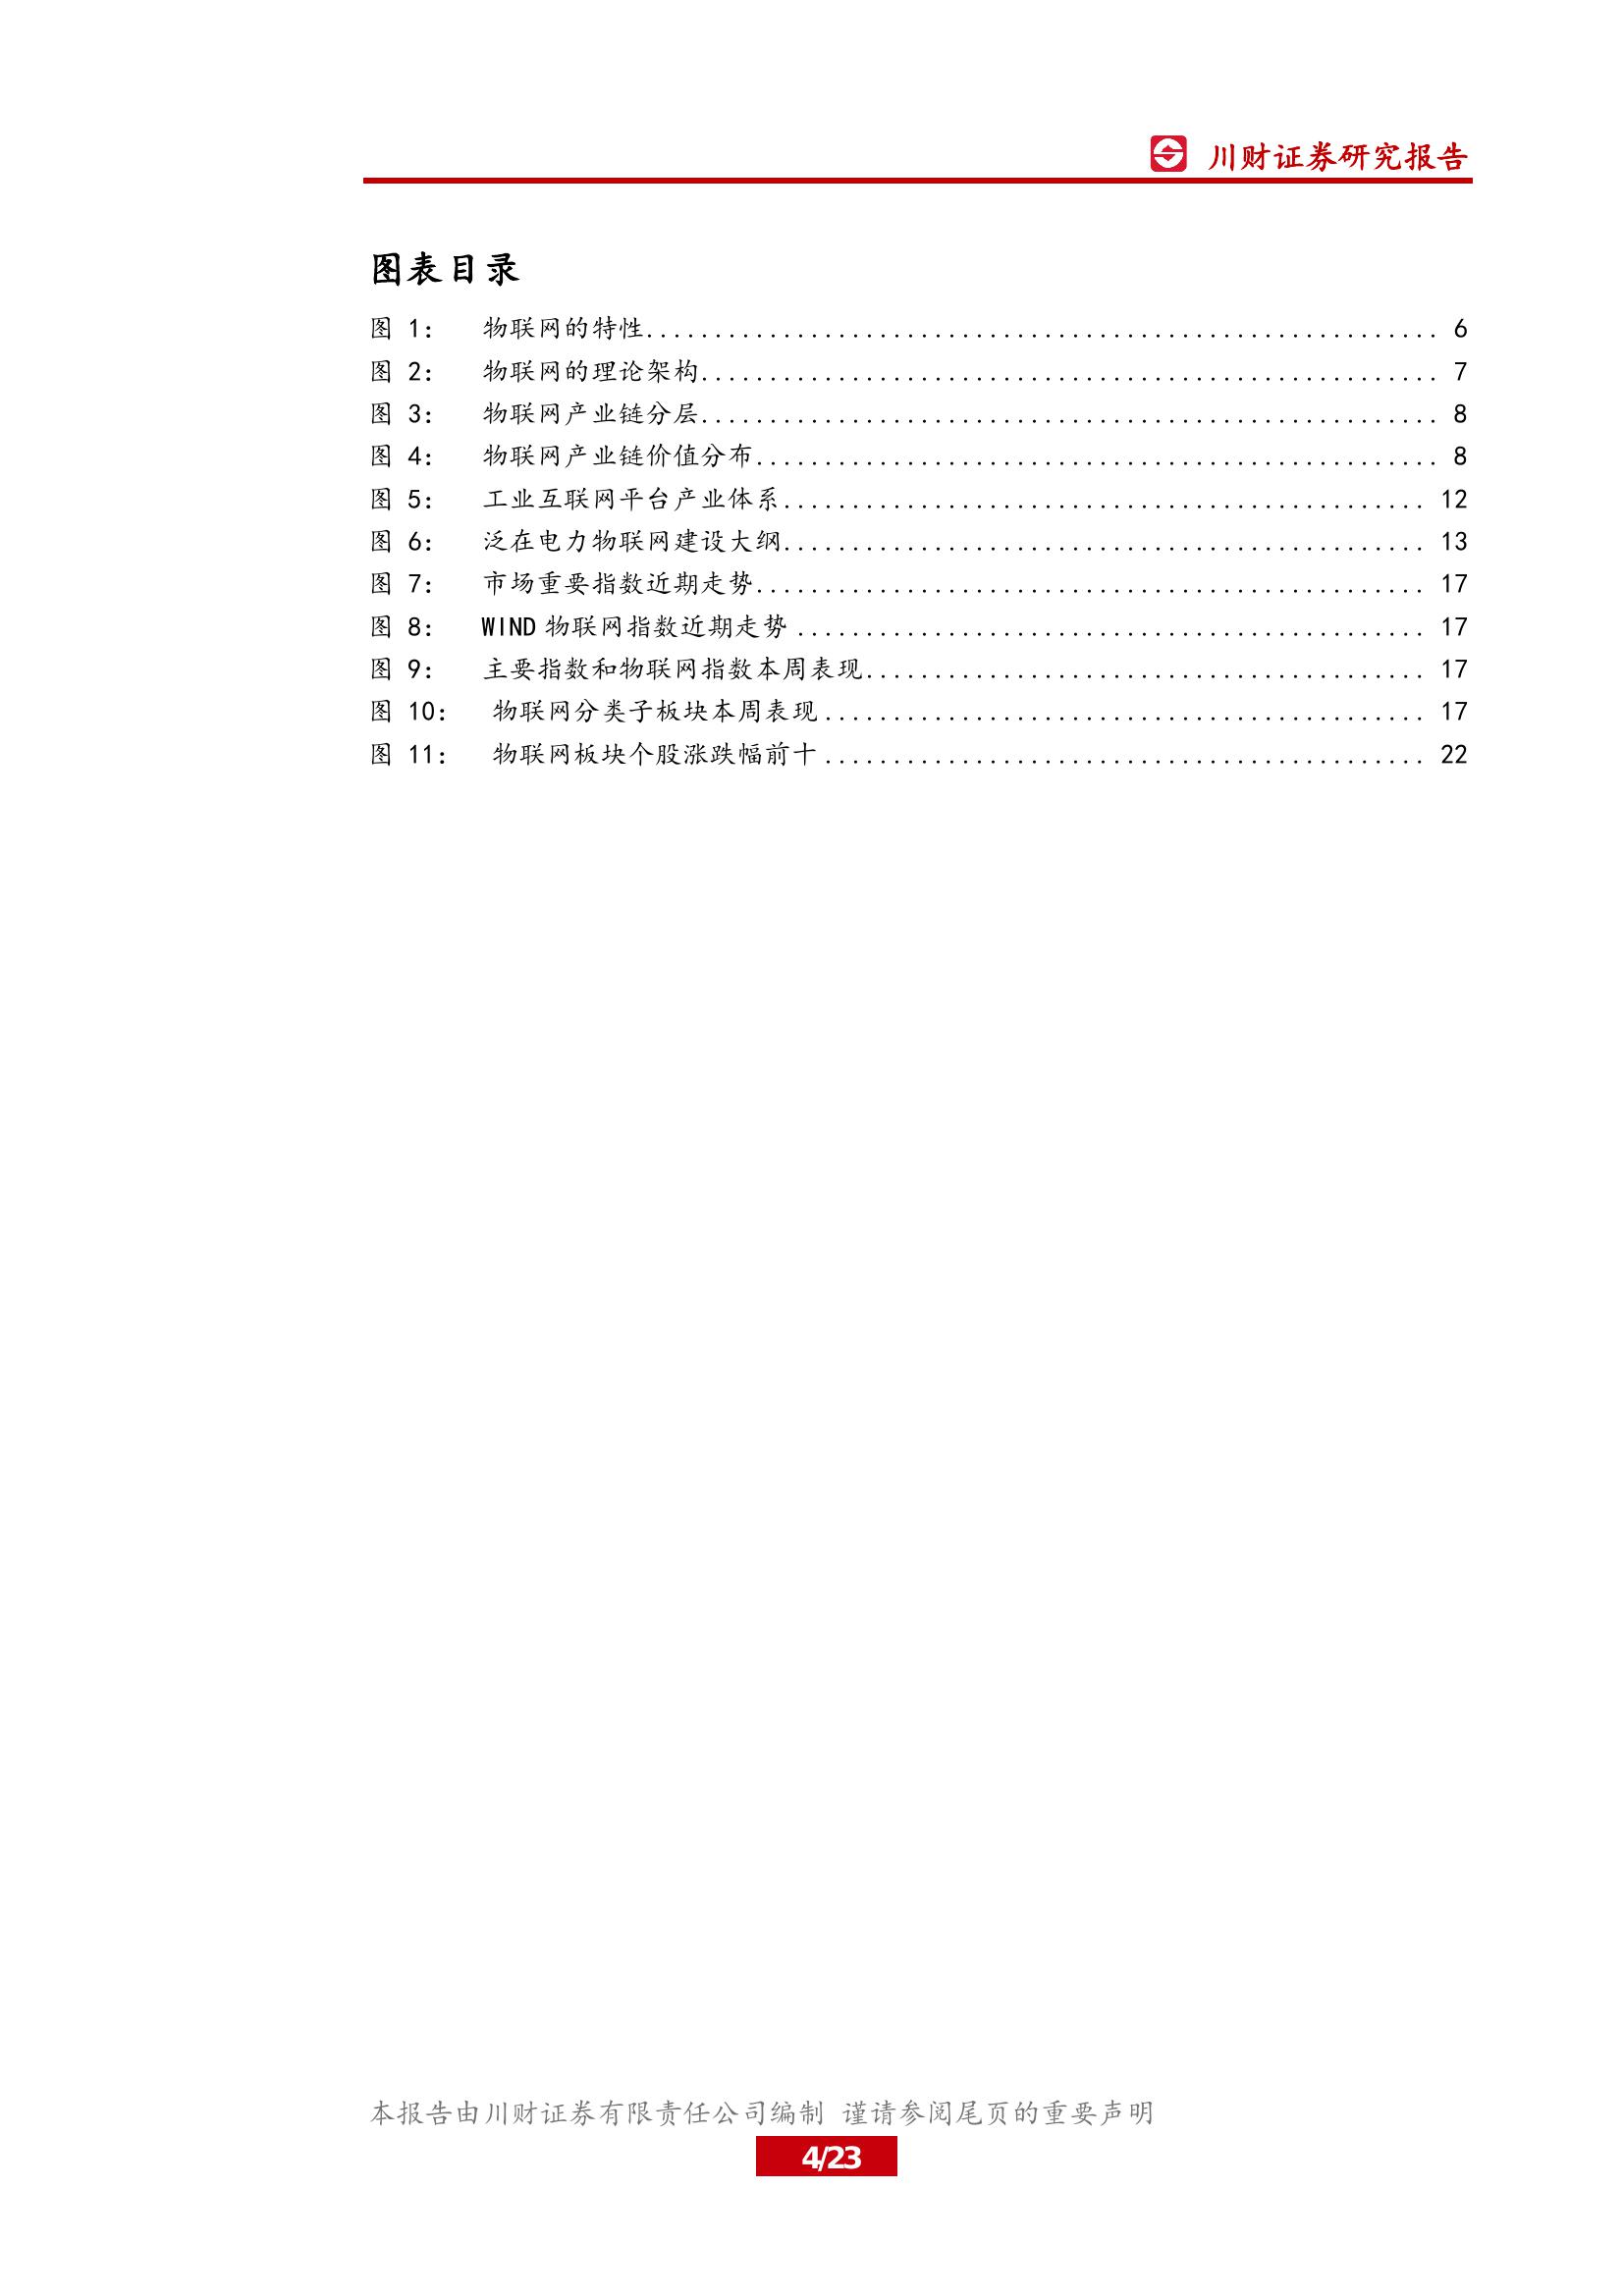 川财证券研究报告
图表目录
图 1： 物联网的特性.......................................................... 6
图 2： 物联网的理论架构...................................................... 7
图 3： 物联网产业链分层...................................................... 8
图 4： 物联网产业链价值分布.................................................. 8
图 5： 工业互联网平台产业体系............................................... 12
图 6： 泛在电力物联网建设大纲............................................... 13
图 7： 市场重要指数近期走势................................................. 17
图 8： WIND 物联网指数近期走势 .............................................. 17
图 9： 主要指数和物联网指数本周表现......................................... 17
图 10： 物联网分类子板块本周表现 ............................................ 17
图 11： 物联网板块个股涨跌幅前十 ............................................ 22
本报告由川财证券有限责任公司编制 谨请参阅尾页的重要声明
4/23